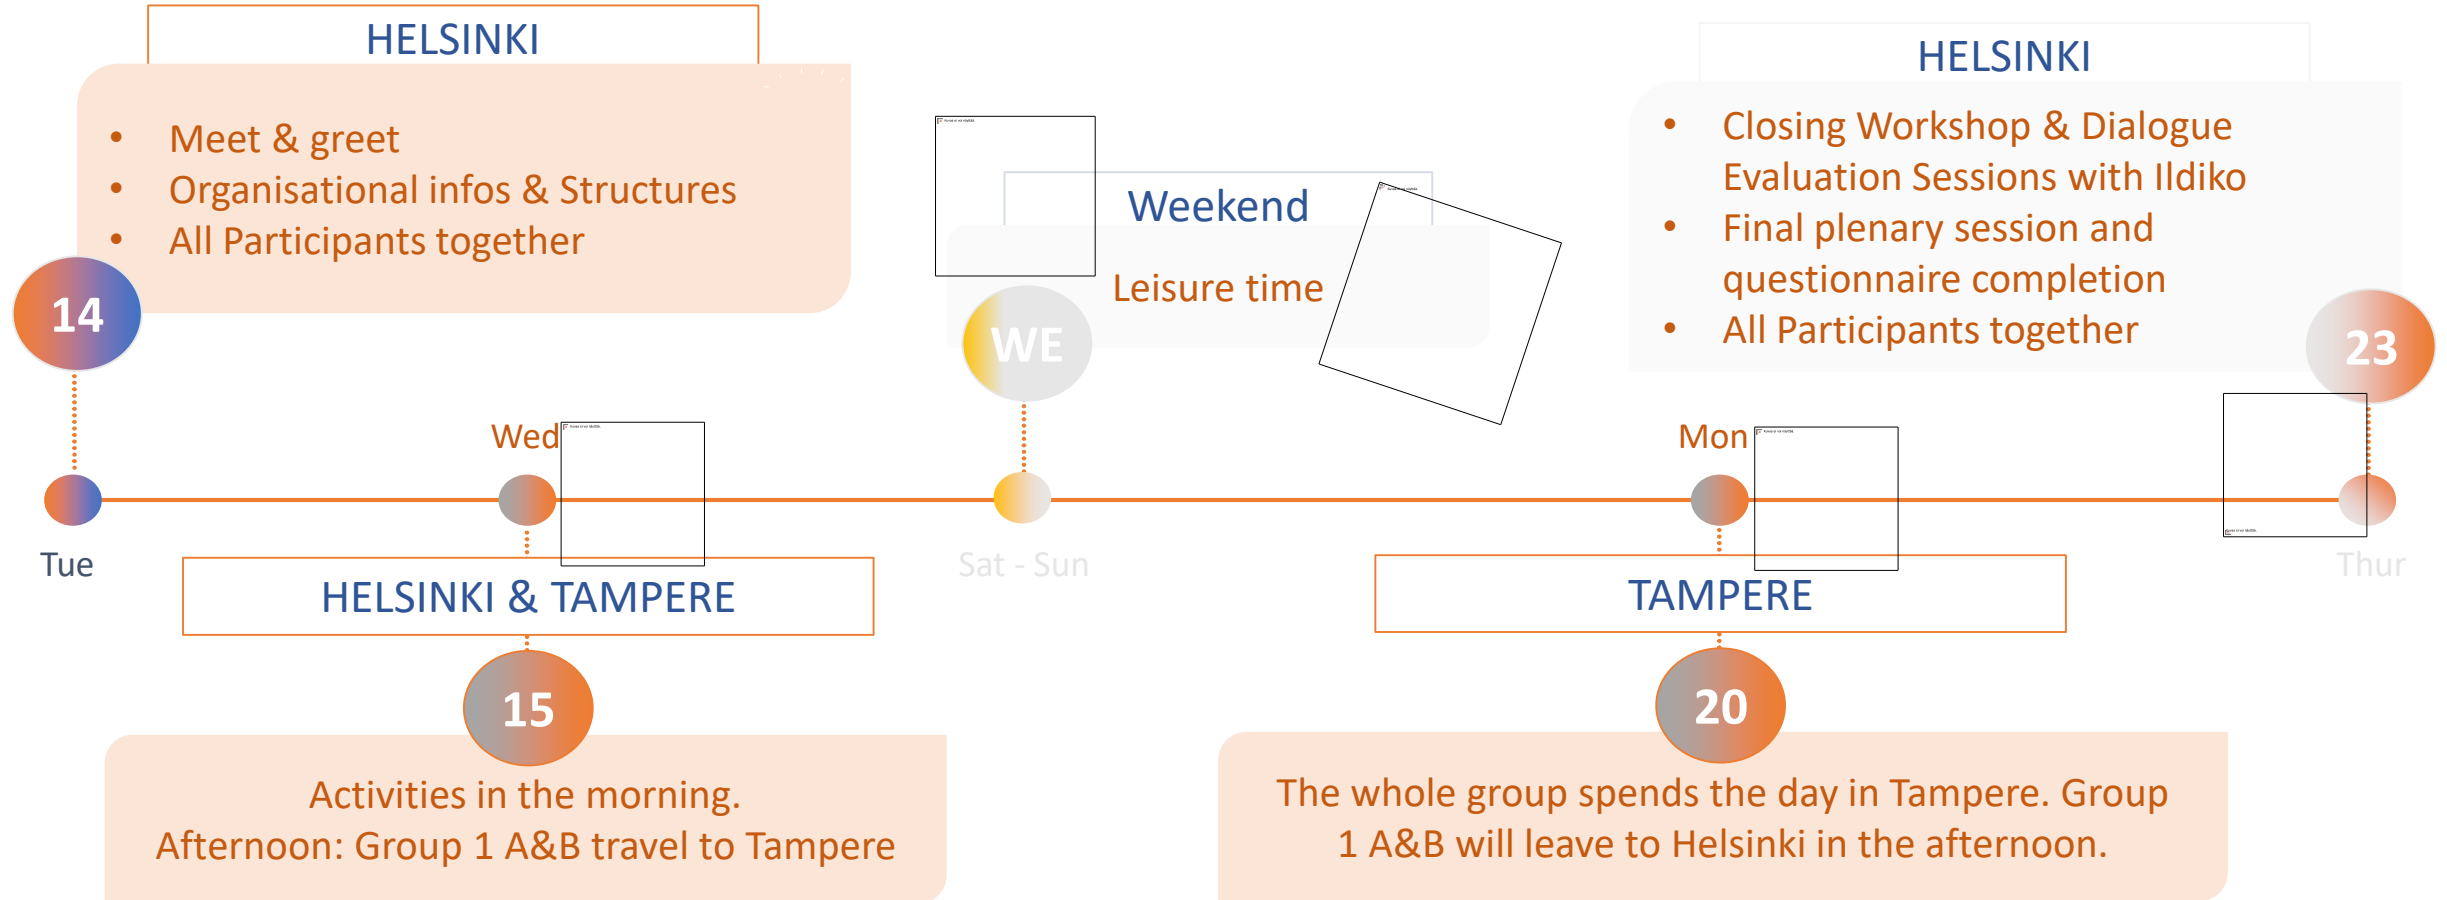 HELSINKI
• Meet & greet
• Organisational infos & Structures
• All Participants together
14
Tue
Wed
HELSINKI & TAMPERE
15
Activities in the morning.
Afternoon: Group 1 A&B travel to Tampere
Weekend
Leisure time
WE
Sat - Sun
Mon
TAMPERE
20
The whole group spends the day in Tampere. Group
1 A&B will leave to Helsinki in the afternoon.
HELSINKI
• Closing Workshop & Dialogue
Evaluation Sessions with Ildiko
• Final plenary session and
questionnaire completion
• All Participants together
23
Thur